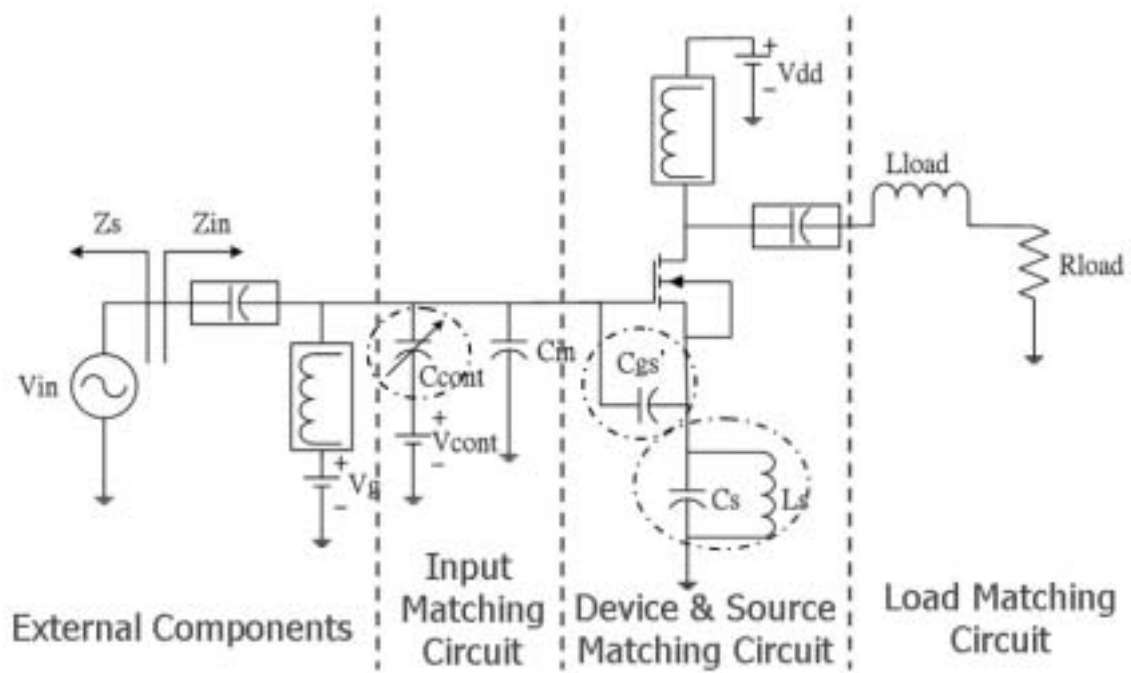 Vdd
+
−
Lload
Rload
Zs
Zin
Vin
+
Vg
−
Ccont
+
Vcont
−
Cm
Cgs
Cs
Ls
External Components
Input
Matching
Circuit
Device & Source
Matching Circuit
Load Matching
Circuit